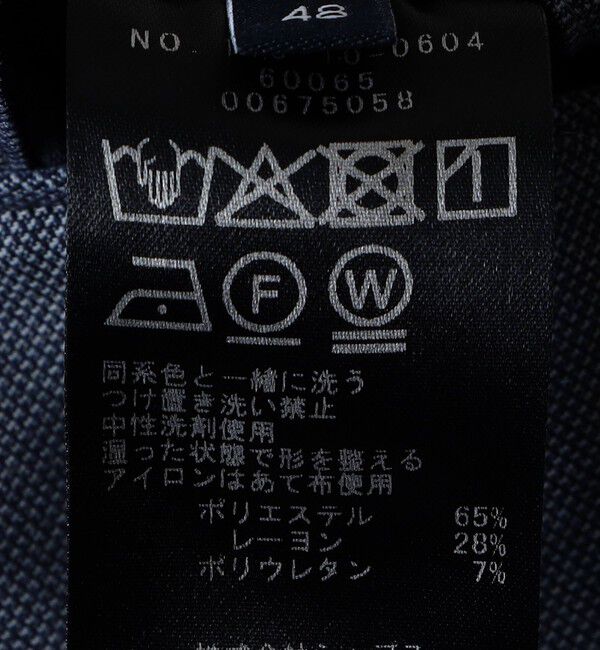 48
NO. 0-0604
60065
00675058
F W
同系色と一緒に洗う
つけ置き洗い禁止
中性洗剤使用
湿った状態で形を整える
アイロンはあて布使用
ポリエステル 65%
レーヨン 28%
ポリウレタン 7%